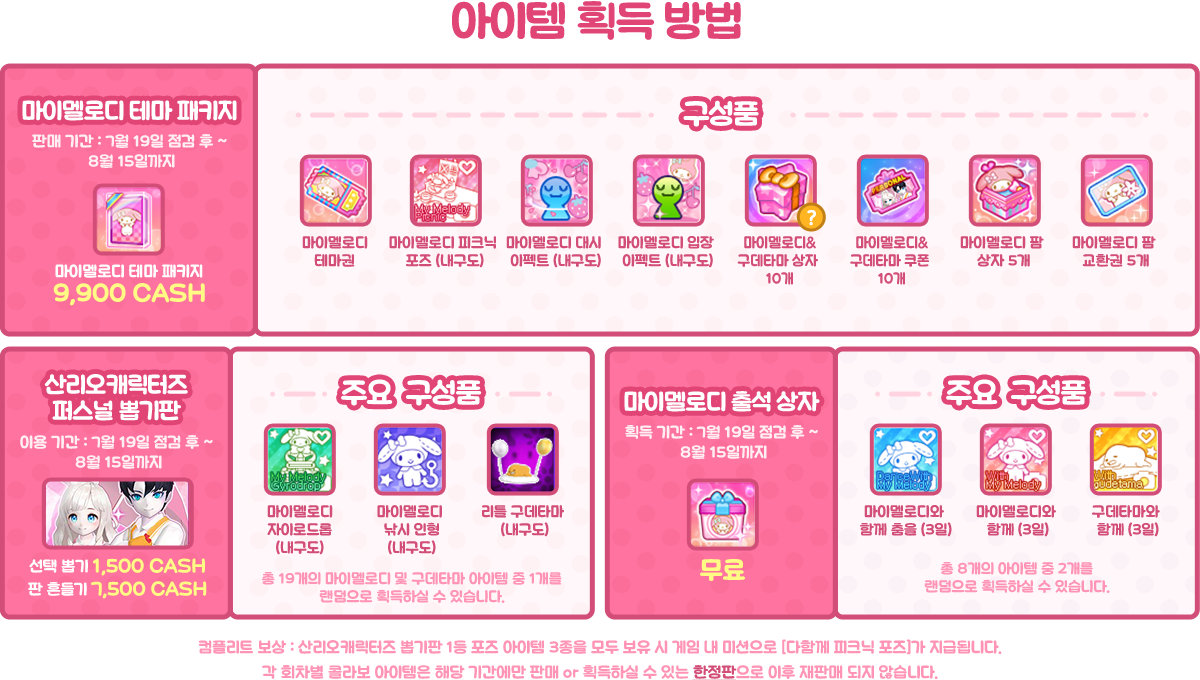 아이템 획득 방법
마이멜로디 테마 패키지
판매 기간 : 7월 19일 점검 후 ~
8월 15일까지
마이멜로디 테마 패키지
9,900 CASH
구성품
마이멜로디
테마권
My Melody
Picnic
마이멜로디 피크닉
포즈 (내구도)
마이멜로디 대시
이펙트 (내구도)
마이멜로디 입장
이펙트 (내구도)
?
마이멜로디&
구데타마 상자
10개
PERSONAL
마이멜로디&
구데타마 쿠폰
10개
마이멜로디 팜
상자 5개
마이멜로디 팜
교환권 5개
산리오캐릭터즈
퍼스널 뽑기판
이용 기간 : 7월 19일 점검 후 ~
8월 15일까지
선택 뽑기 1,500 CASH
판 흔들기 7,500 CASH
주요 구성품
My Melody
Gyrodrop
마이멜로디
자이로드롭
(내구도)
마이멜로디
낚시 인형
(내구도)
리틀 구데타마
(내구도)
총 19개의 마이멜로디 및 구데타마 아이템 중 1개를
랜덤으로 획득하실 수 있습니다.
마이멜로디 출석 상자
획득 기간 : 7월 19일 점검 후 ~
8월 15일까지
무료
주요 구성품
Dance With
My Melody
마이멜로디와
함께 춤을 (3일)
With
My Melody
마이멜로디와
함께 (3일)
With
Gudetama
구데타마와
함께 (3일)
총 8개의 아이템 중 2개를
랜덤으로 획득하실 수 있습니다.
컴플리트 보상 : 산리오캐릭터즈 뽑기판 1등 포즈 아이템 3종을 모두 보유 시 게임 내 미션으로 [다함께 피크닉 포즈]가 지급됩니다.
각 회차별 콜라보 아이템은 해당 기간에만 판매 or 획득하실 수 있는 한정판으로 이후 재판매 되지 않습니다.